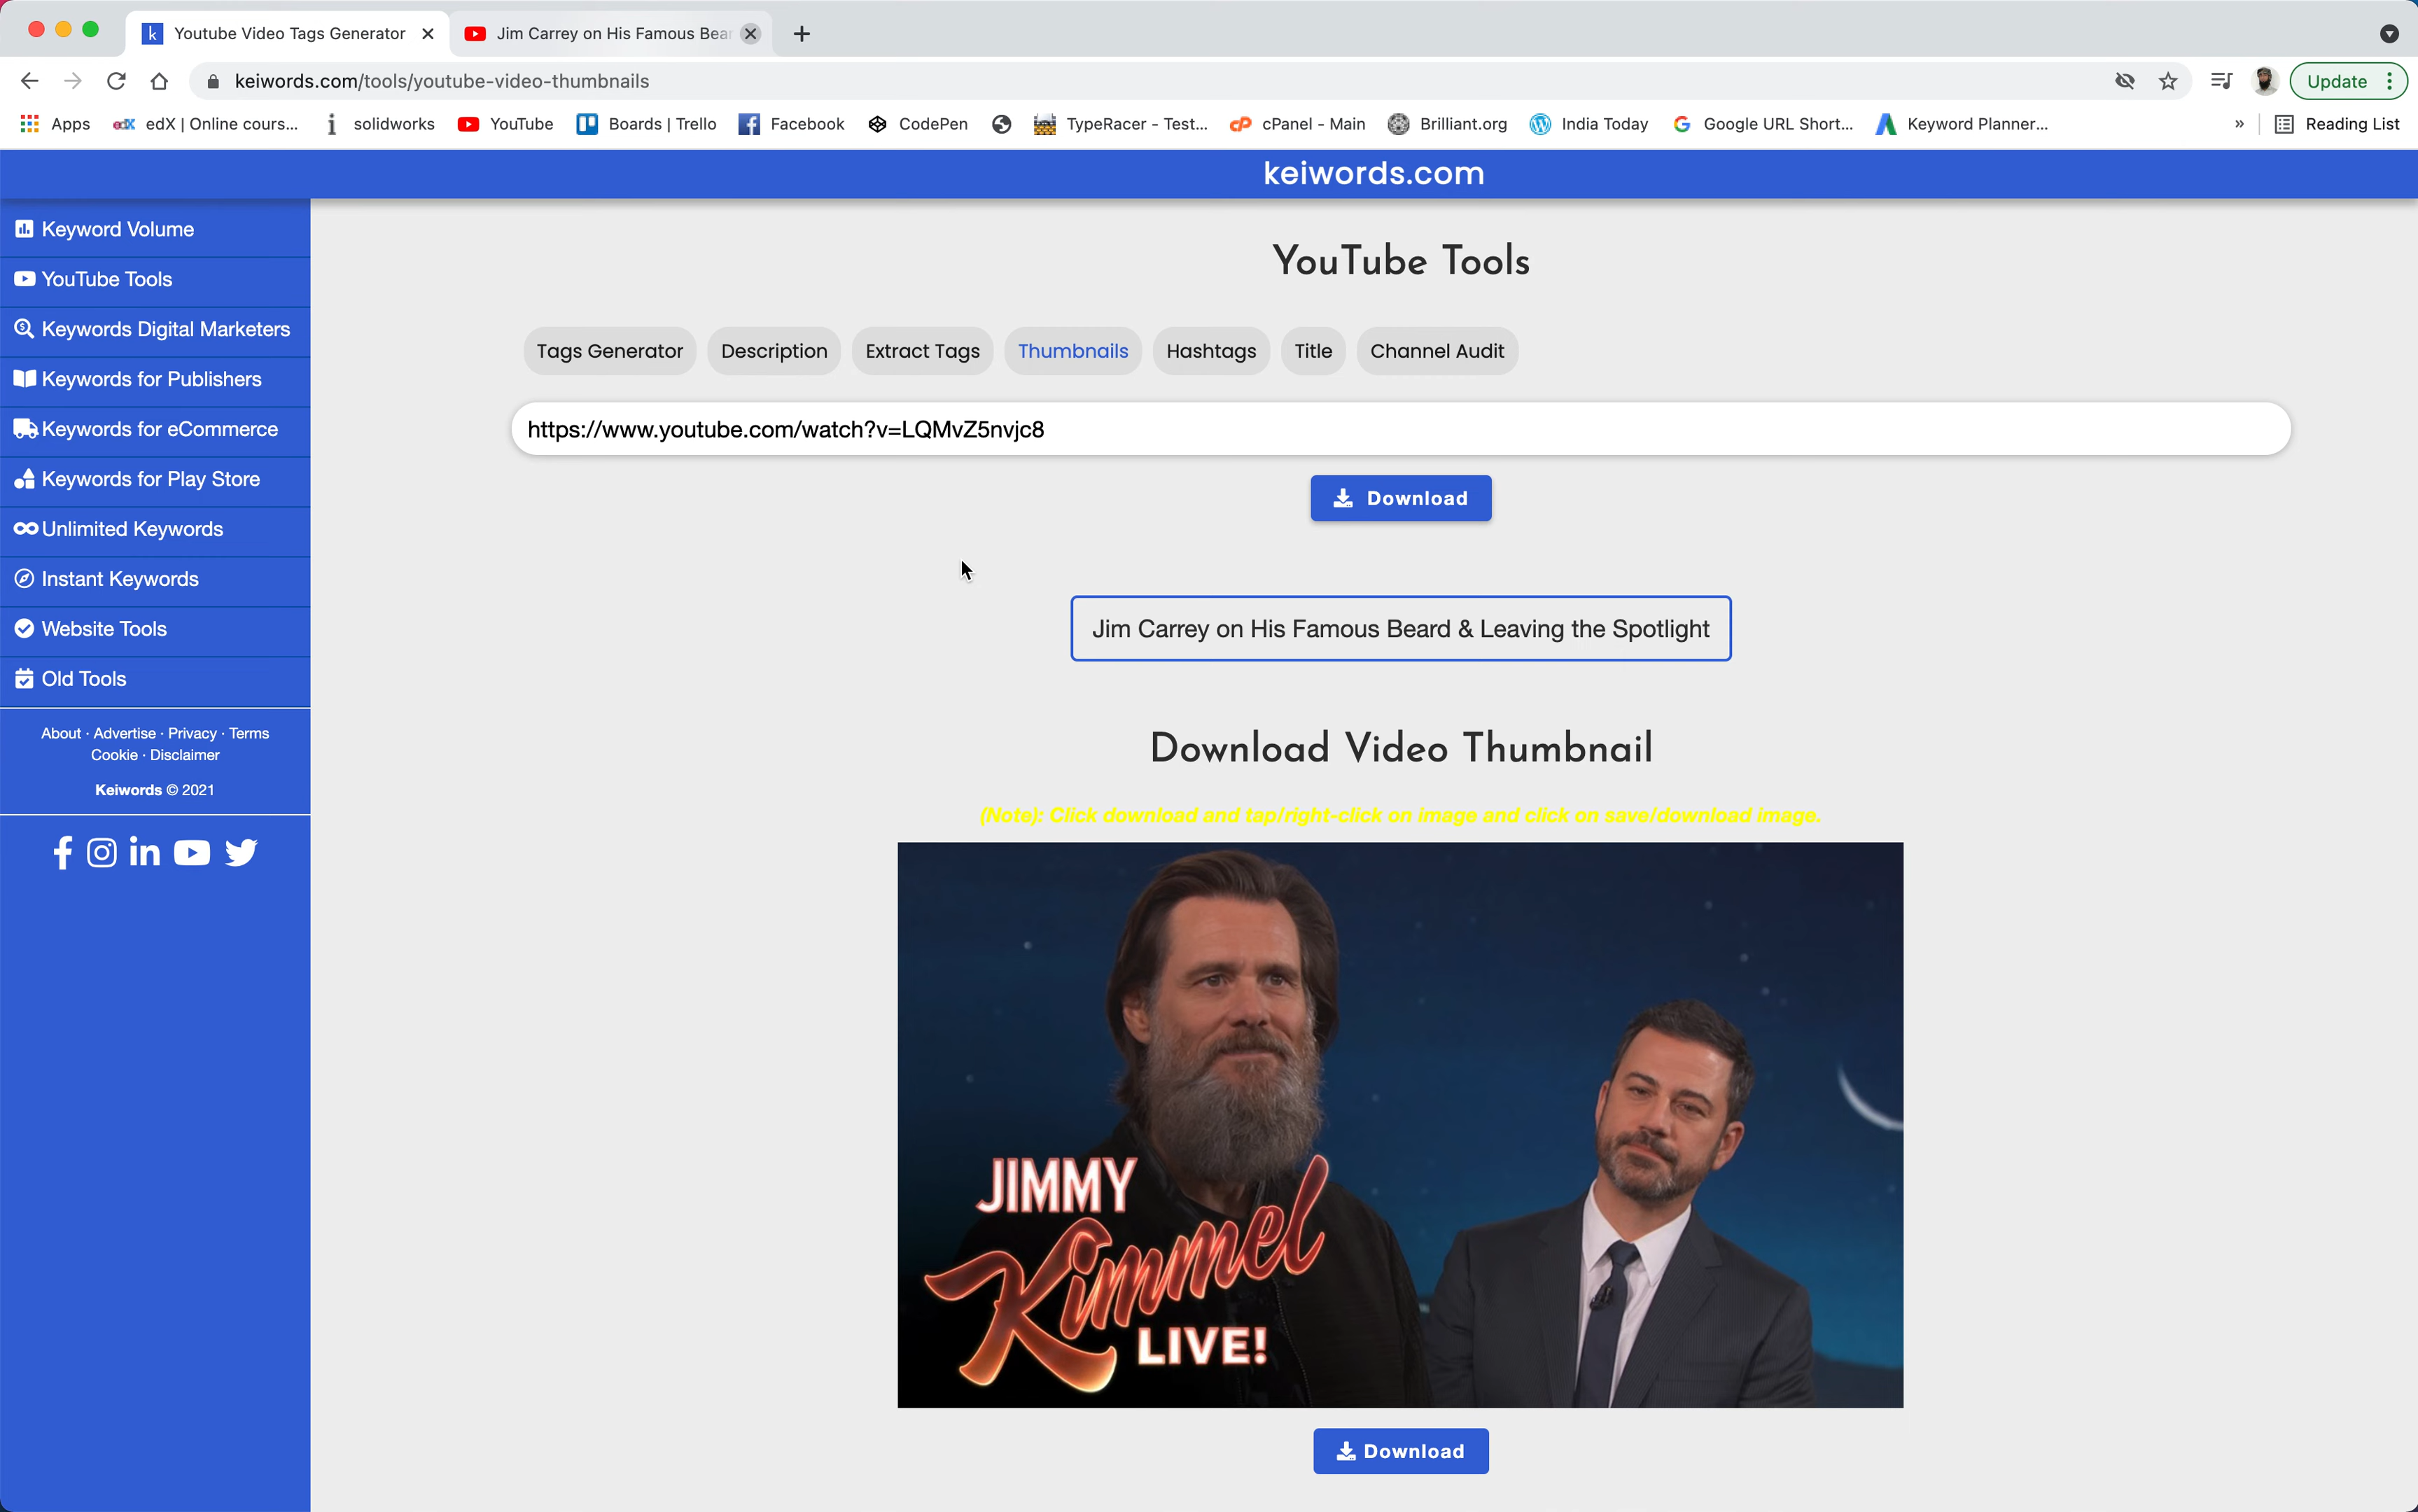 Youtube Video Tags Generator
Jim Carrey on His Famous Bear
keiwords.com/tools/youtube-video-thumbnails
Update
Apps
edX | Online cours...
solidworks
YouTube
Boards | Trello
Facebook
CodePen
TypeRacer - Test...
cPanel - Main
Brilliant.org
India Today
Google URL Short...
Keyword Planner...
»
Reading List
keiwords.com
Keyword Volume
YouTube Tools
Keywords Digital Marketers
Keywords for Publishers
Keywords for eCommerce
Keywords for Play Store
Unlimited Keywords
Instant Keywords
Website Tools
Old Tools
About · Advertise · Privacy · Terms
Cookie · Disclaimer
Keiwords © 2021
YouTube Tools
Tags Generator
Description
Extract Tags
Thumbnails
Hashtags
Title
Channel Audit
https://www.youtube.com/watch?v=LQMvZ5nvjc8
Download
Jim Carrey on His Famous Beard & Leaving the Spotlight
Download Video Thumbnail
(Note): Click download and tap/right-click on image and click on save/download image.
JIMMY
Kimmel
LIVE!
Download